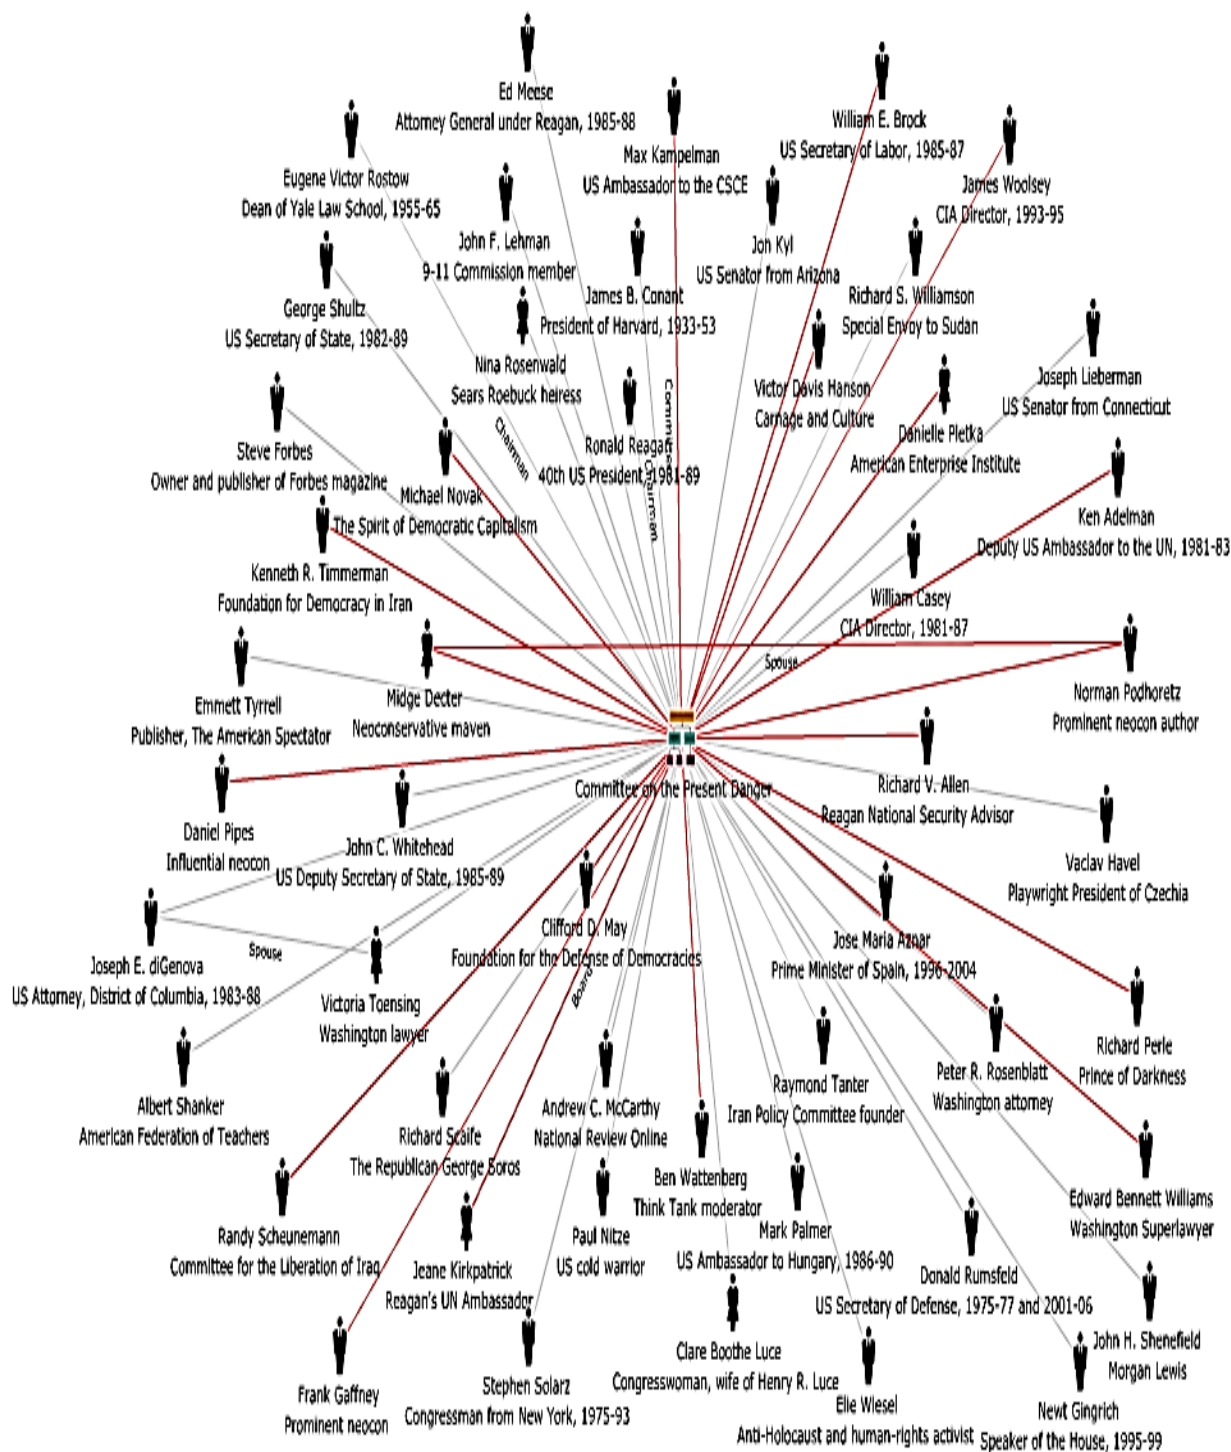 Ed Meese
Attorney General under Reagan, 1985-88
William E. Brock
US Secretary of Labor, 1985-87
Max Kampelman
US Ambassador to the CSCE
Eugene Victor Rostow
Dean of Yale Law School, 1955-65
James Woolsey
CIA Director, 1993-95
John F. Lehman
9-11 Commission member
Jon Kyl
US Senator from Arizona
George Shultz
US Secretary of State, 1982-89
James B. Conant
President of Harvard, 1933-53
Richard S. Williamson
Special Envoy to Sudan
Nina Rosenwald
Sears Roebuck heiress
Joseph Lieberman
US Senator from Connecticut
Victor Davis Hanson
Carnage and Culture
Steve Forbes
Owner and publisher of Forbes magazine
Ronald Reagan
40th US President, 1981-89
Danielle Pletka
American Enterprise Institute
Chairman
Chairman
Michael Novak
The Spirit of Democratic Capitalism
Ken Adelman
Deputy US Ambassador to the UN, 1981-83
Kenneth R. Timmerman
Foundation for Democracy in Iran
William Casey
CIA Director, 1981-87
Spouse
Emmett Tyrrell
Publisher, The American Spectator
Midge Decter
Neoconservative maven
Norman Podhoretz
Prominent neocon author
Committee on the Present Danger
Richard V. Allen
Reagan National Security Advisor
Daniel Pipes
Influential neocon
John C. Whitehead
US Deputy Secretary of State, 1985-89
Vaclav Havel
Playwright President of Czechia
Clifford D. May
Foundation for the Defense of Democracies
Jose Maria Aznar
Prime Minister of Spain, 1996-2004
Spouse
Joseph E. diGenova
US Attorney, District of Columbia, 1983-88
Board
Victoria Toensing
Washington lawyer
Richard Perle
Prince of Darkness
Peter R. Rosenblatt
Washington attorney
Raymond Tanter
Iran Policy Committee founder
Albert Shanker
American Federation of Teachers
Andrew C. McCarthy
National Review Online
Richard Scaife
The Republican George Soros
Ben Wattenberg
Think Tank moderator
Edward Bennett Williams
Washington Superlawyer
Randy Scheunemann
Committee for the Liberation of Iraq
Paul Nitze
US cold warrior
Mark Palmer
US Ambassador to Hungary, 1986-90
Jeane Kirkpatrick
Reagan's UN Ambassador
Donald Rumsfeld
US Secretary of Defense, 1975-77 and 2001-06
John H. Shenefield
Morgan Lewis
Clare Boothe Luce
Congresswoman, wife of Henry R. Luce
Stephen Solarz
Congressman from New York, 1975-93
Frank Gaffney
Prominent neocon
Elie Wiesel
Anti-Holocaust and human-rights activist
Newt Gingrich
Speaker of the House, 1995-99